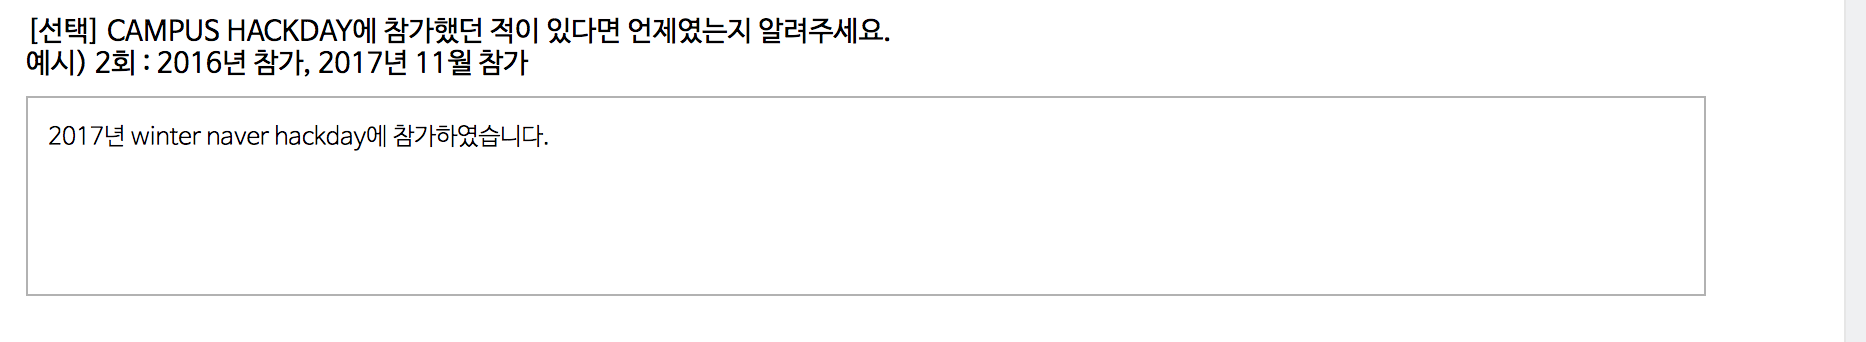 [선택] CAMPUS HACKDAY에 참가했던 적이 있다면 언제였는지 알려주세요.
예시) 2회 : 2016년 참가, 2017년 11월 참가
2017년 winter naver hackday에 참가하였습니다.